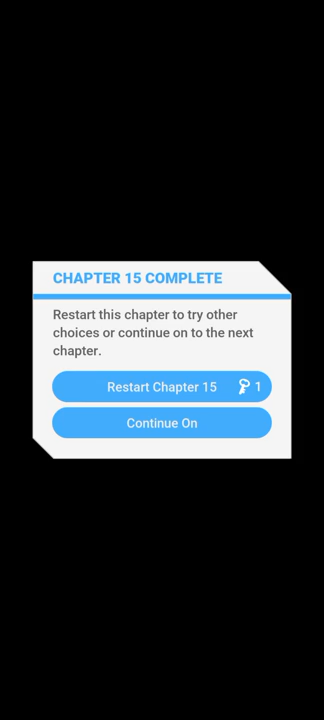 CHAPTER 15 COMPLETE
Restart this chapter to try other
choices or continue on to the next
chapter.
Restart Chapter 15 1
Continue On